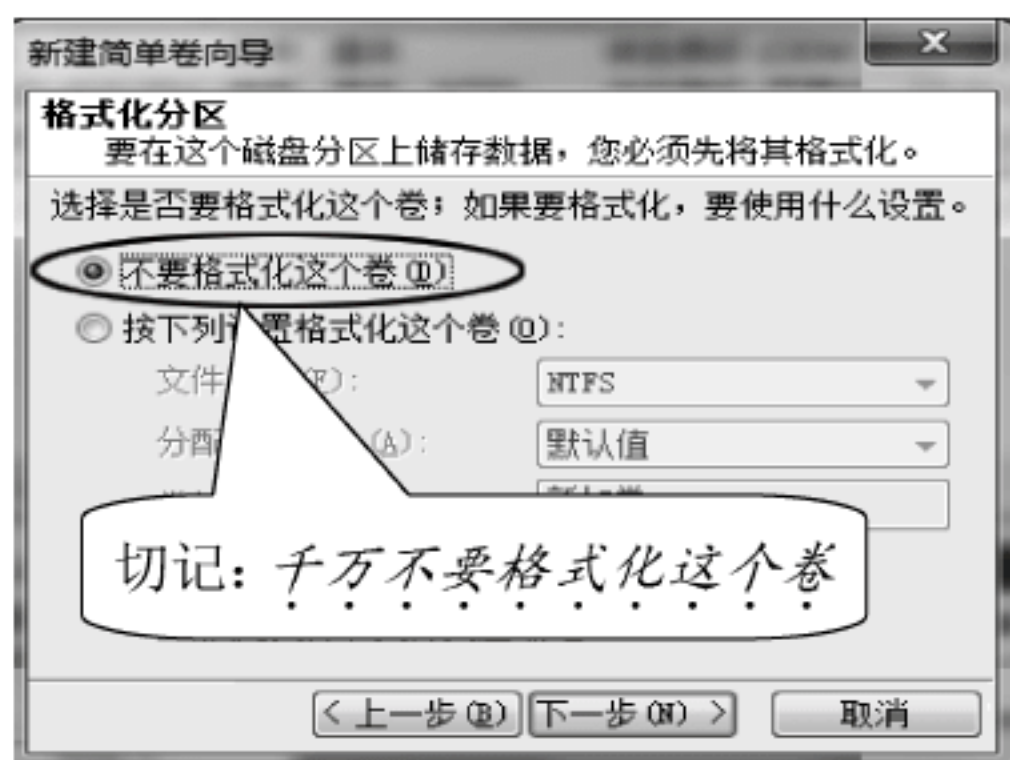 新建简单卷向导
格式化分区
要在这个磁盘分区上储存数据，您必须先将其格式化。
选择是否要格式化这个卷；如果要格式化，要使用什么设置。
不要格式化这个卷(D)
按下列 置格式化这个卷(O):
文件 (F): NTFS
分配 (A): 默认值
切记：千万不要格式化这个卷
< 上一步(B) 下一步(N) > 取消